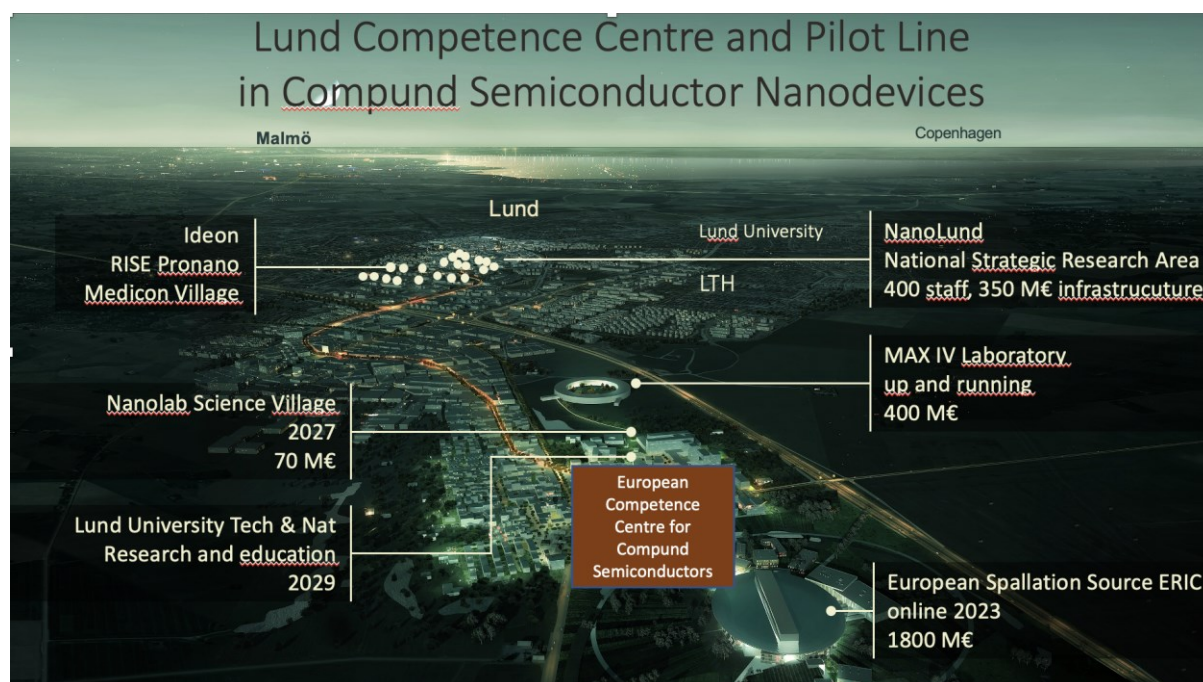 Lund Competence Centre and Pilot Line
in Compund Semiconductor Nanodevices
Malmö
Copenhagen
Lund
Ideon
RISE Pronano
Medicon Village
Lund University
LTH
NanoLund
National Strategic Research Area
400 staff, 350 M€ infrastrucuture
MAX IV Laboratory
up and running
400 M€
Nanolab Science Village
2027
70 M€
European
Competence
Centre for
Compund
Semiconductors
Lund University Tech & Nat
Research and education
2029
European Spallation Source ERIC
online 2023
1800 M€